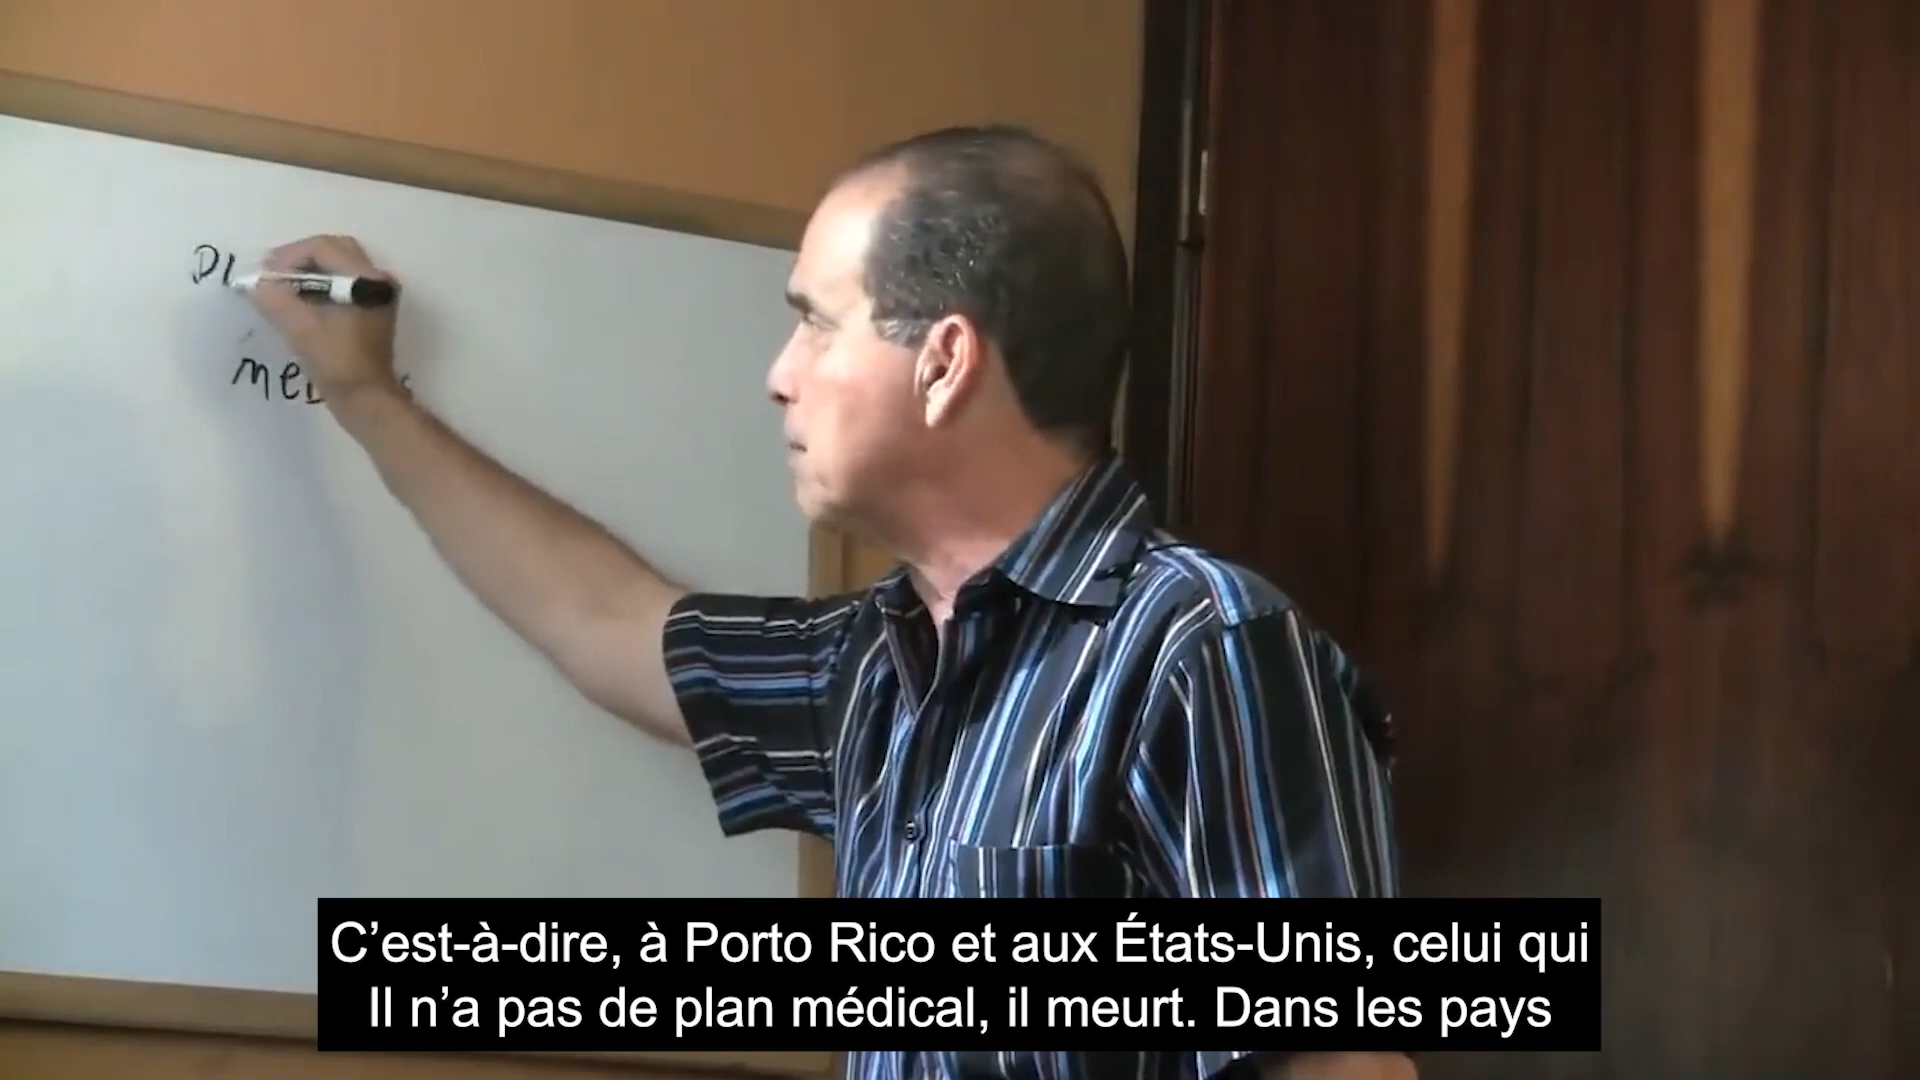 C’est-à-dire, à Porto Rico et aux États-Unis, celui qui
Il n’a pas de plan médical, il meurt. Dans les pays